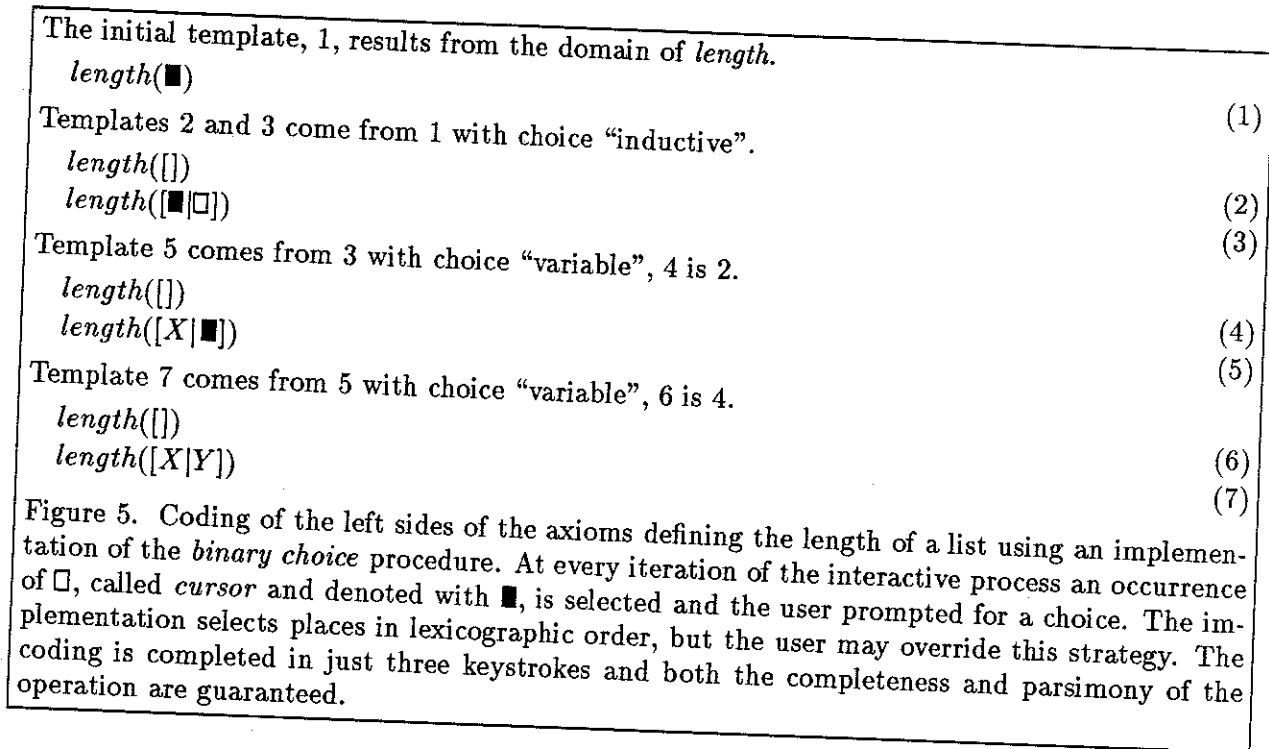 The initial template, 1, results from the domain of length.
length(■) (1)
Templates 2 and 3 come from 1 with choice “inductive”.
length([]) (2)
length([■|□]) (3)
Template 5 comes from 3 with choice “variable”, 4 is 2.
length([]) (4)
length([X|■]) (5)
Template 7 comes from 5 with choice “variable”, 6 is 4.
length([]) (6)
length([X|Y]) (7)
Figure 5. Coding of the left sides of the axioms defining the length of a list using an implemen-
tation of the binary choice procedure. At every iteration of the interactive process an occurrence
of □, called cursor and denoted with ■, is selected and the user prompted for a choice. The im-
plementation selects places in lexicographic order, but the user may override this strategy. The
coding is completed in just three keystrokes and both the completeness and parsimony of the
operation are guaranteed.